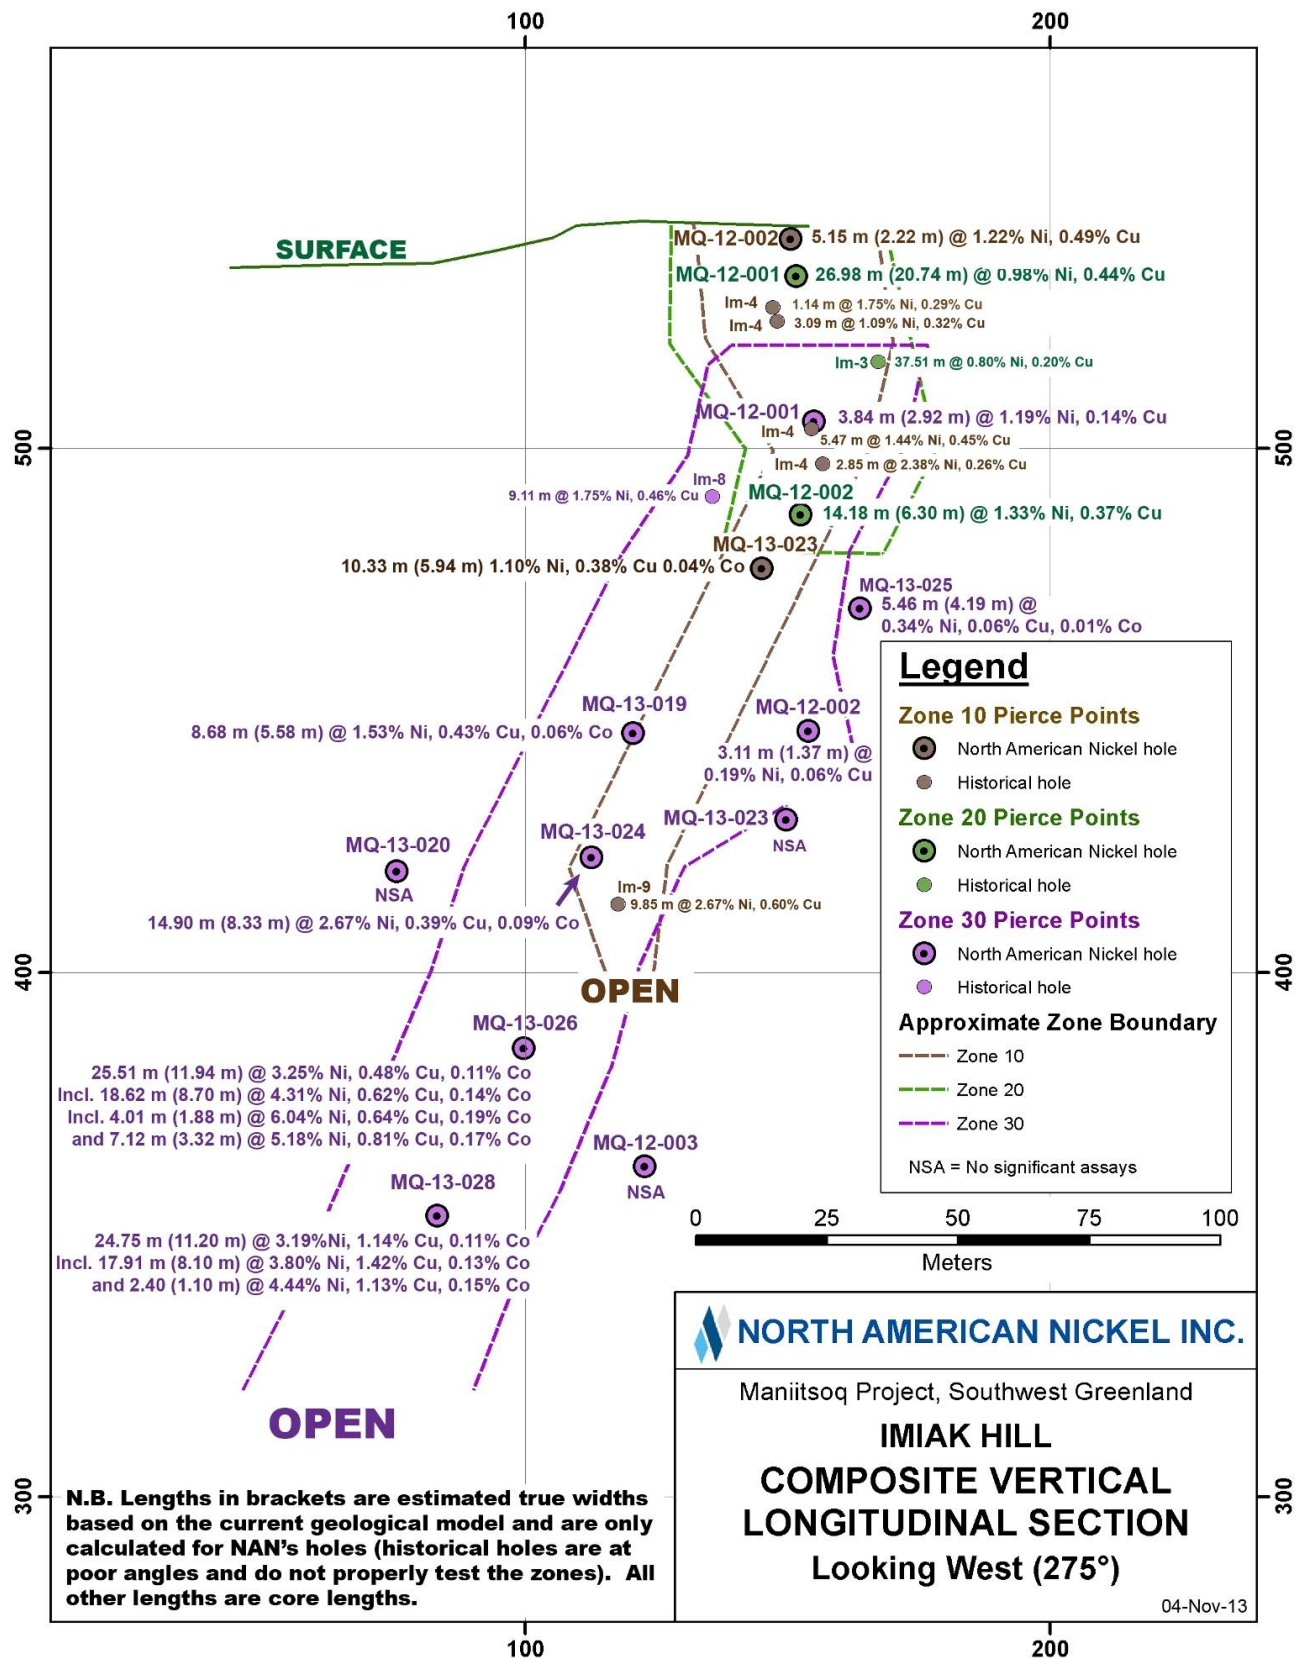 100
200
SURFACE
MQ-12-002
5.15 m (2.22 m) @ 1.22% Ni, 0.49% Cu
MQ-12-001
26.98 m (20.74 m) @ 0.98% Ni, 0.44% Cu
Im-4
1.14 m @ 1.75% Ni, 0.29% Cu
Im-4
3.09 m @ 1.09% Ni, 0.32% Cu
Im-3
37.51 m @ 0.80% Ni, 0.20% Cu
MQ-12-001
3.84 m (2.92 m) @ 1.19% Ni, 0.14% Cu
Im-4
5.47 m @ 1.44% Ni, 0.45% Cu
500
500
Im-4
2.85 m @ 2.38% Ni, 0.26% Cu
Im-8
9.11 m @ 1.75% Ni, 0.46% Cu
MQ-12-002
14.18 m (6.30 m) @ 1.33% Ni, 0.37% Cu
MQ-13-023
10.33 m (5.94 m) 1.10% Ni, 0.38% Cu 0.04% Co
MQ-13-025
5.46 m (4.19 m) @
0.34% Ni, 0.06% Cu, 0.01% Co
MQ-13-019
8.68 m (5.58 m) @ 1.53% Ni, 0.43% Cu, 0.06% Co
MQ-12-002
3.11 m (1.37 m) @
0.19% Ni, 0.06% Cu
MQ-13-023
NSA
MQ-13-024
14.90 m (8.33 m) @ 2.67% Ni, 0.39% Cu, 0.09% Co
MQ-13-020
NSA
Im-9
9.85 m @ 2.67% Ni, 0.60% Cu
400
400
OPEN
MQ-13-026
25.51 m (11.94 m) @ 3.25% Ni, 0.48% Cu, 0.11% Co
Incl. 18.62 m (8.70 m) @ 4.31% Ni, 0.62% Cu, 0.14% Co
Incl. 4.01 m (1.88 m) @ 6.04% Ni, 0.64% Cu, 0.19% Co
and 7.12 m (3.32 m) @ 5.18% Ni, 0.81% Cu, 0.17% Co
MQ-12-003
NSA
MQ-13-028
24.75 m (11.20 m) @ 3.19%Ni, 1.14% Cu, 0.11% Co
Incl. 17.91 m (8.10 m) @ 3.80% Ni, 1.42% Cu, 0.13% Co
and 2.40 (1.10 m) @ 4.44% Ni, 1.13% Cu, 0.15% Co
OPEN
Legend
Zone 10 Pierce Points
North American Nickel hole
Historical hole
Zone 20 Pierce Points
North American Nickel hole
Historical hole
Zone 30 Pierce Points
North American Nickel hole
Historical hole
Approximate Zone Boundary
Zone 10
Zone 20
Zone 30
NSA = No significant assays
0 25 50 75 100
Meters
NORTH AMERICAN NICKEL INC.
Maniitsoq Project, Southwest Greenland
IMIAK HILL
COMPOSITE VERTICAL
LONGITUDINAL SECTION
Looking West (275°)
04-Nov-13
300
300
N.B. Lengths in brackets are estimated true widths
based on the current geological model and are only
calculated for NAN's holes (historical holes are at
poor angles and do not properly test the zones). All
other lengths are core lengths.
100
200